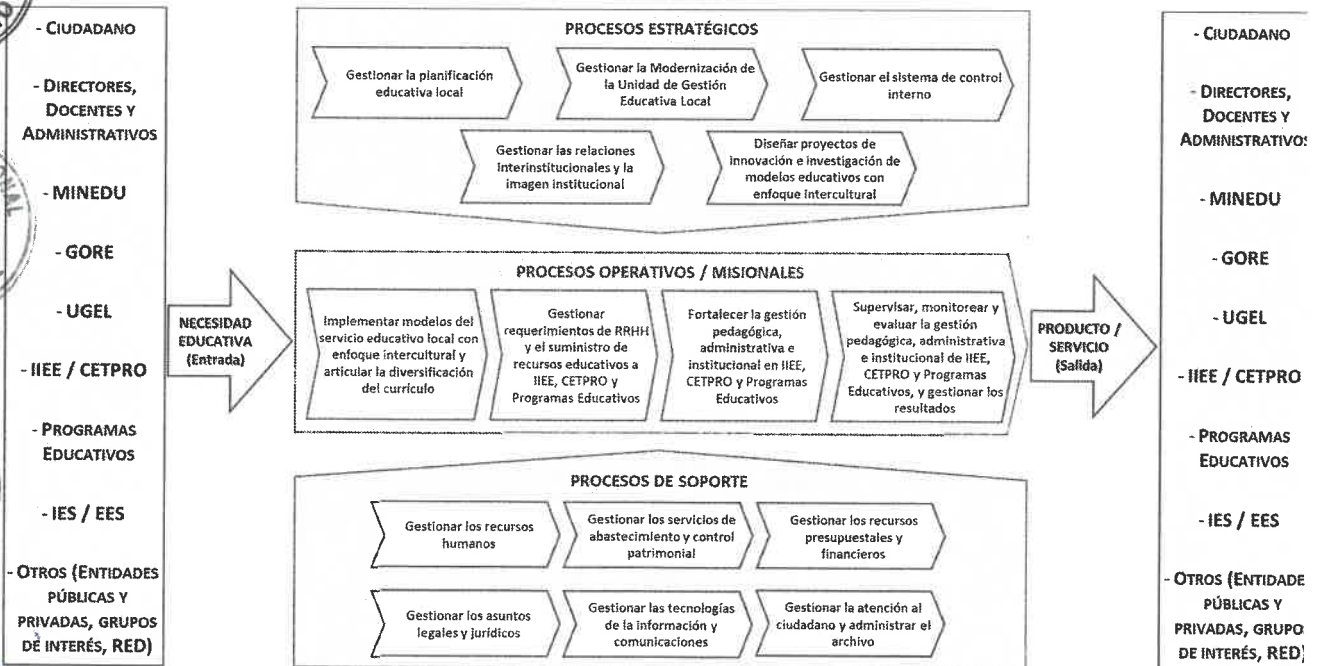 - CIUDADANO
- DIRECTORES,
DOCENTES Y
ADMINISTRATIVOS
- MINEDU
- GORE
- UGEL
- IIEE / CETPRO
- PROGRAMAS
EDUCATIVOS
- IES / EES
- OTROS (ENTIDADES
PÚBLICAS Y
PRIVADAS, GRUPOS
DE INTERÉS, RED)
NECESIDAD
EDUCATIVA
(Entrada)
PROCESOS ESTRATÉGICOS
Gestionar la planificación
educativa local
Gestionar la Modernización de
la Unidad de Gestión
Educativa Local
Gestionar el sistema de control
interno
Gestionar las relaciones
Interinstitucionales y la
imagen institucional
Diseñar proyectos de
innovación e investigación de
modelos educativos con
enfoque intercultural
PROCESOS OPERATIVOS / MISIONALES
Implementar modelos del
servicio educativo local con
enfoque intercultural y
articular la diversificación
del currículo
Gestionar
requerimientos de RRHH
y el suministro de
recursos educativos a
IIEE, CETPRO y
Programas Educativos
Fortalecer la gestión
pedagógica,
administrativa e
institucional en IIEE,
CETPRO y Programas
Educativos
Supervisar, monitorear y
evaluar la gestión
pedagógica, administrativa
e institucional de IIEE,
CETPRO y Programas
Educativos, y gestionar los
resultados
PROCESOS DE SOPORTE
Gestionar los recursos
humanos
Gestionar los servicios de
abastecimiento y control
patrimonial
Gestionar los recursos
presupuestales y
financieros
Gestionar los asuntos
legales y jurídicos
Gestionar las tecnologías
de la información y
comunicaciones
Gestionar la atención al
ciudadano y administrar el
archivo
PRODUCTO /
SERVICIO
(Salida)
- CIUDADANO
- DIRECTORES,
DOCENTES Y
ADMINISTRATIVOS
- MINEDU
- GORE
- UGEL
- IIEE / CETPRO
- PROGRAMAS
EDUCATIVOS
- IES / EES
- OTROS (ENTIDADE
PÚBLICAS Y
PRIVADAS, GRUPO
DE INTERÉS, RED)